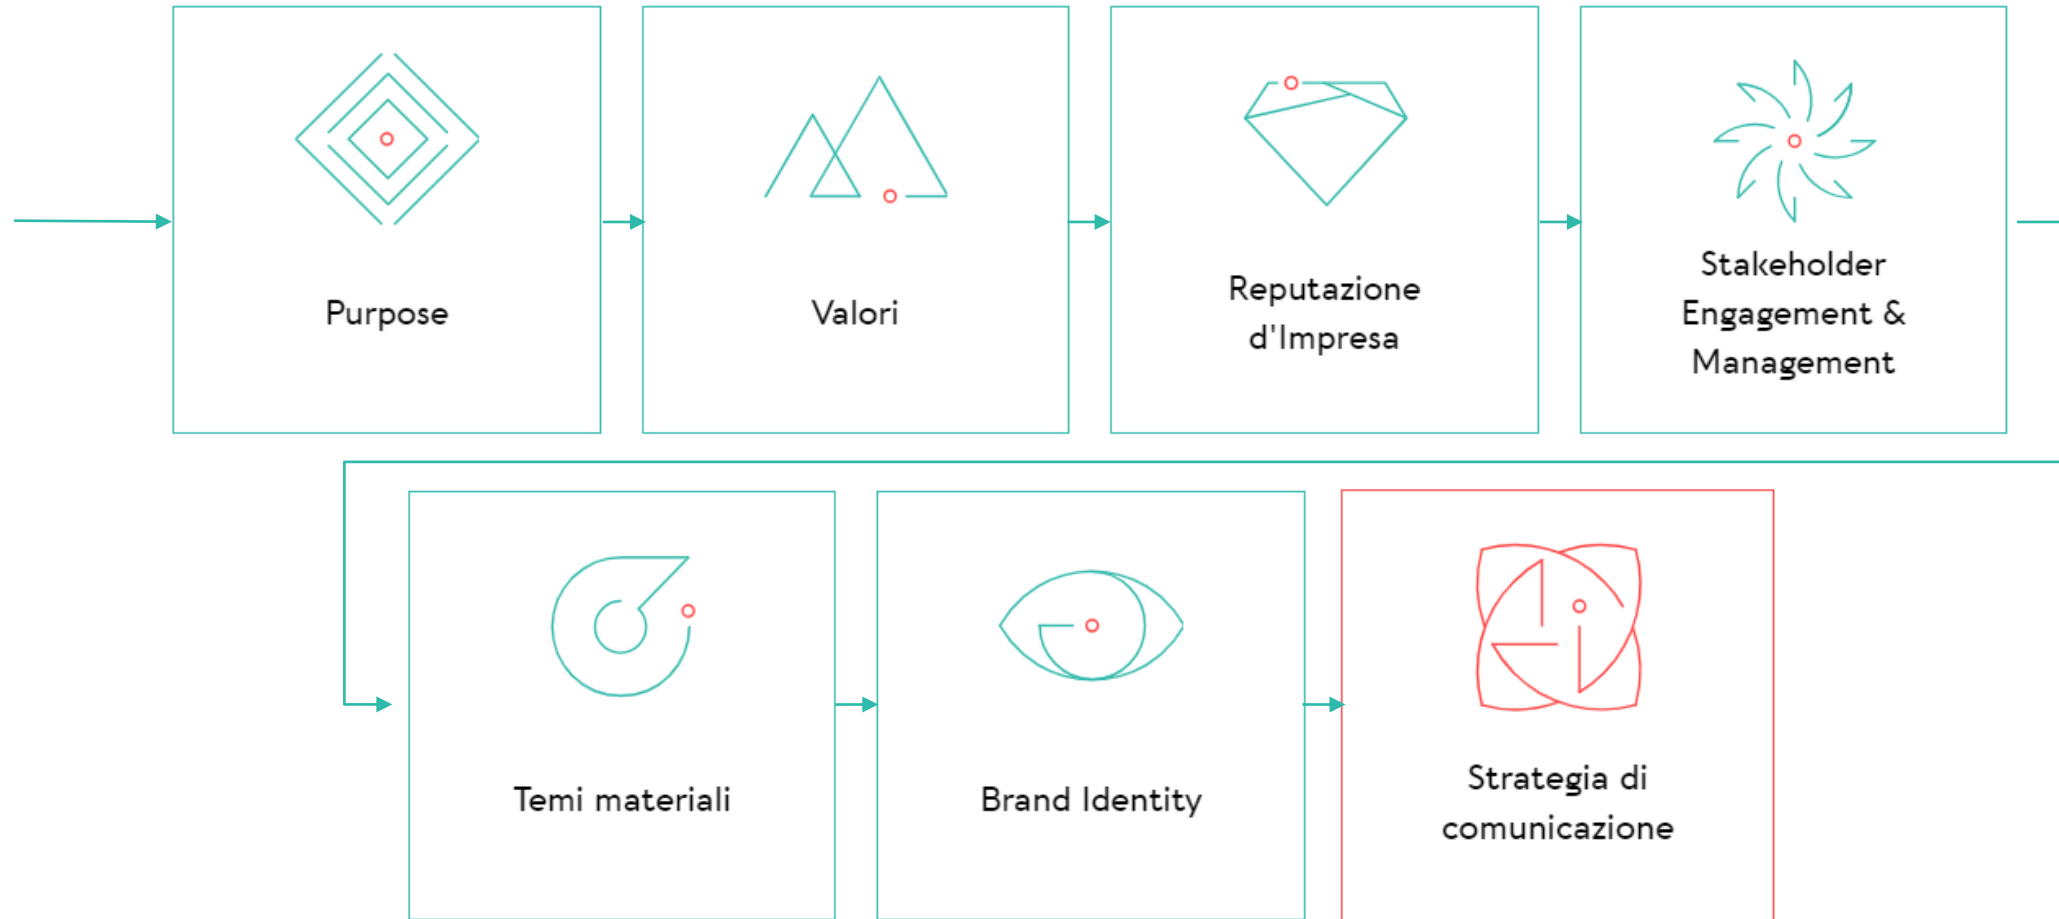 Purpose
Valori
Reputazione
d'Impresa
Stakeholder
Engagement &
Management
Temi materiali
Brand Identity
Strategia di
comunicazione